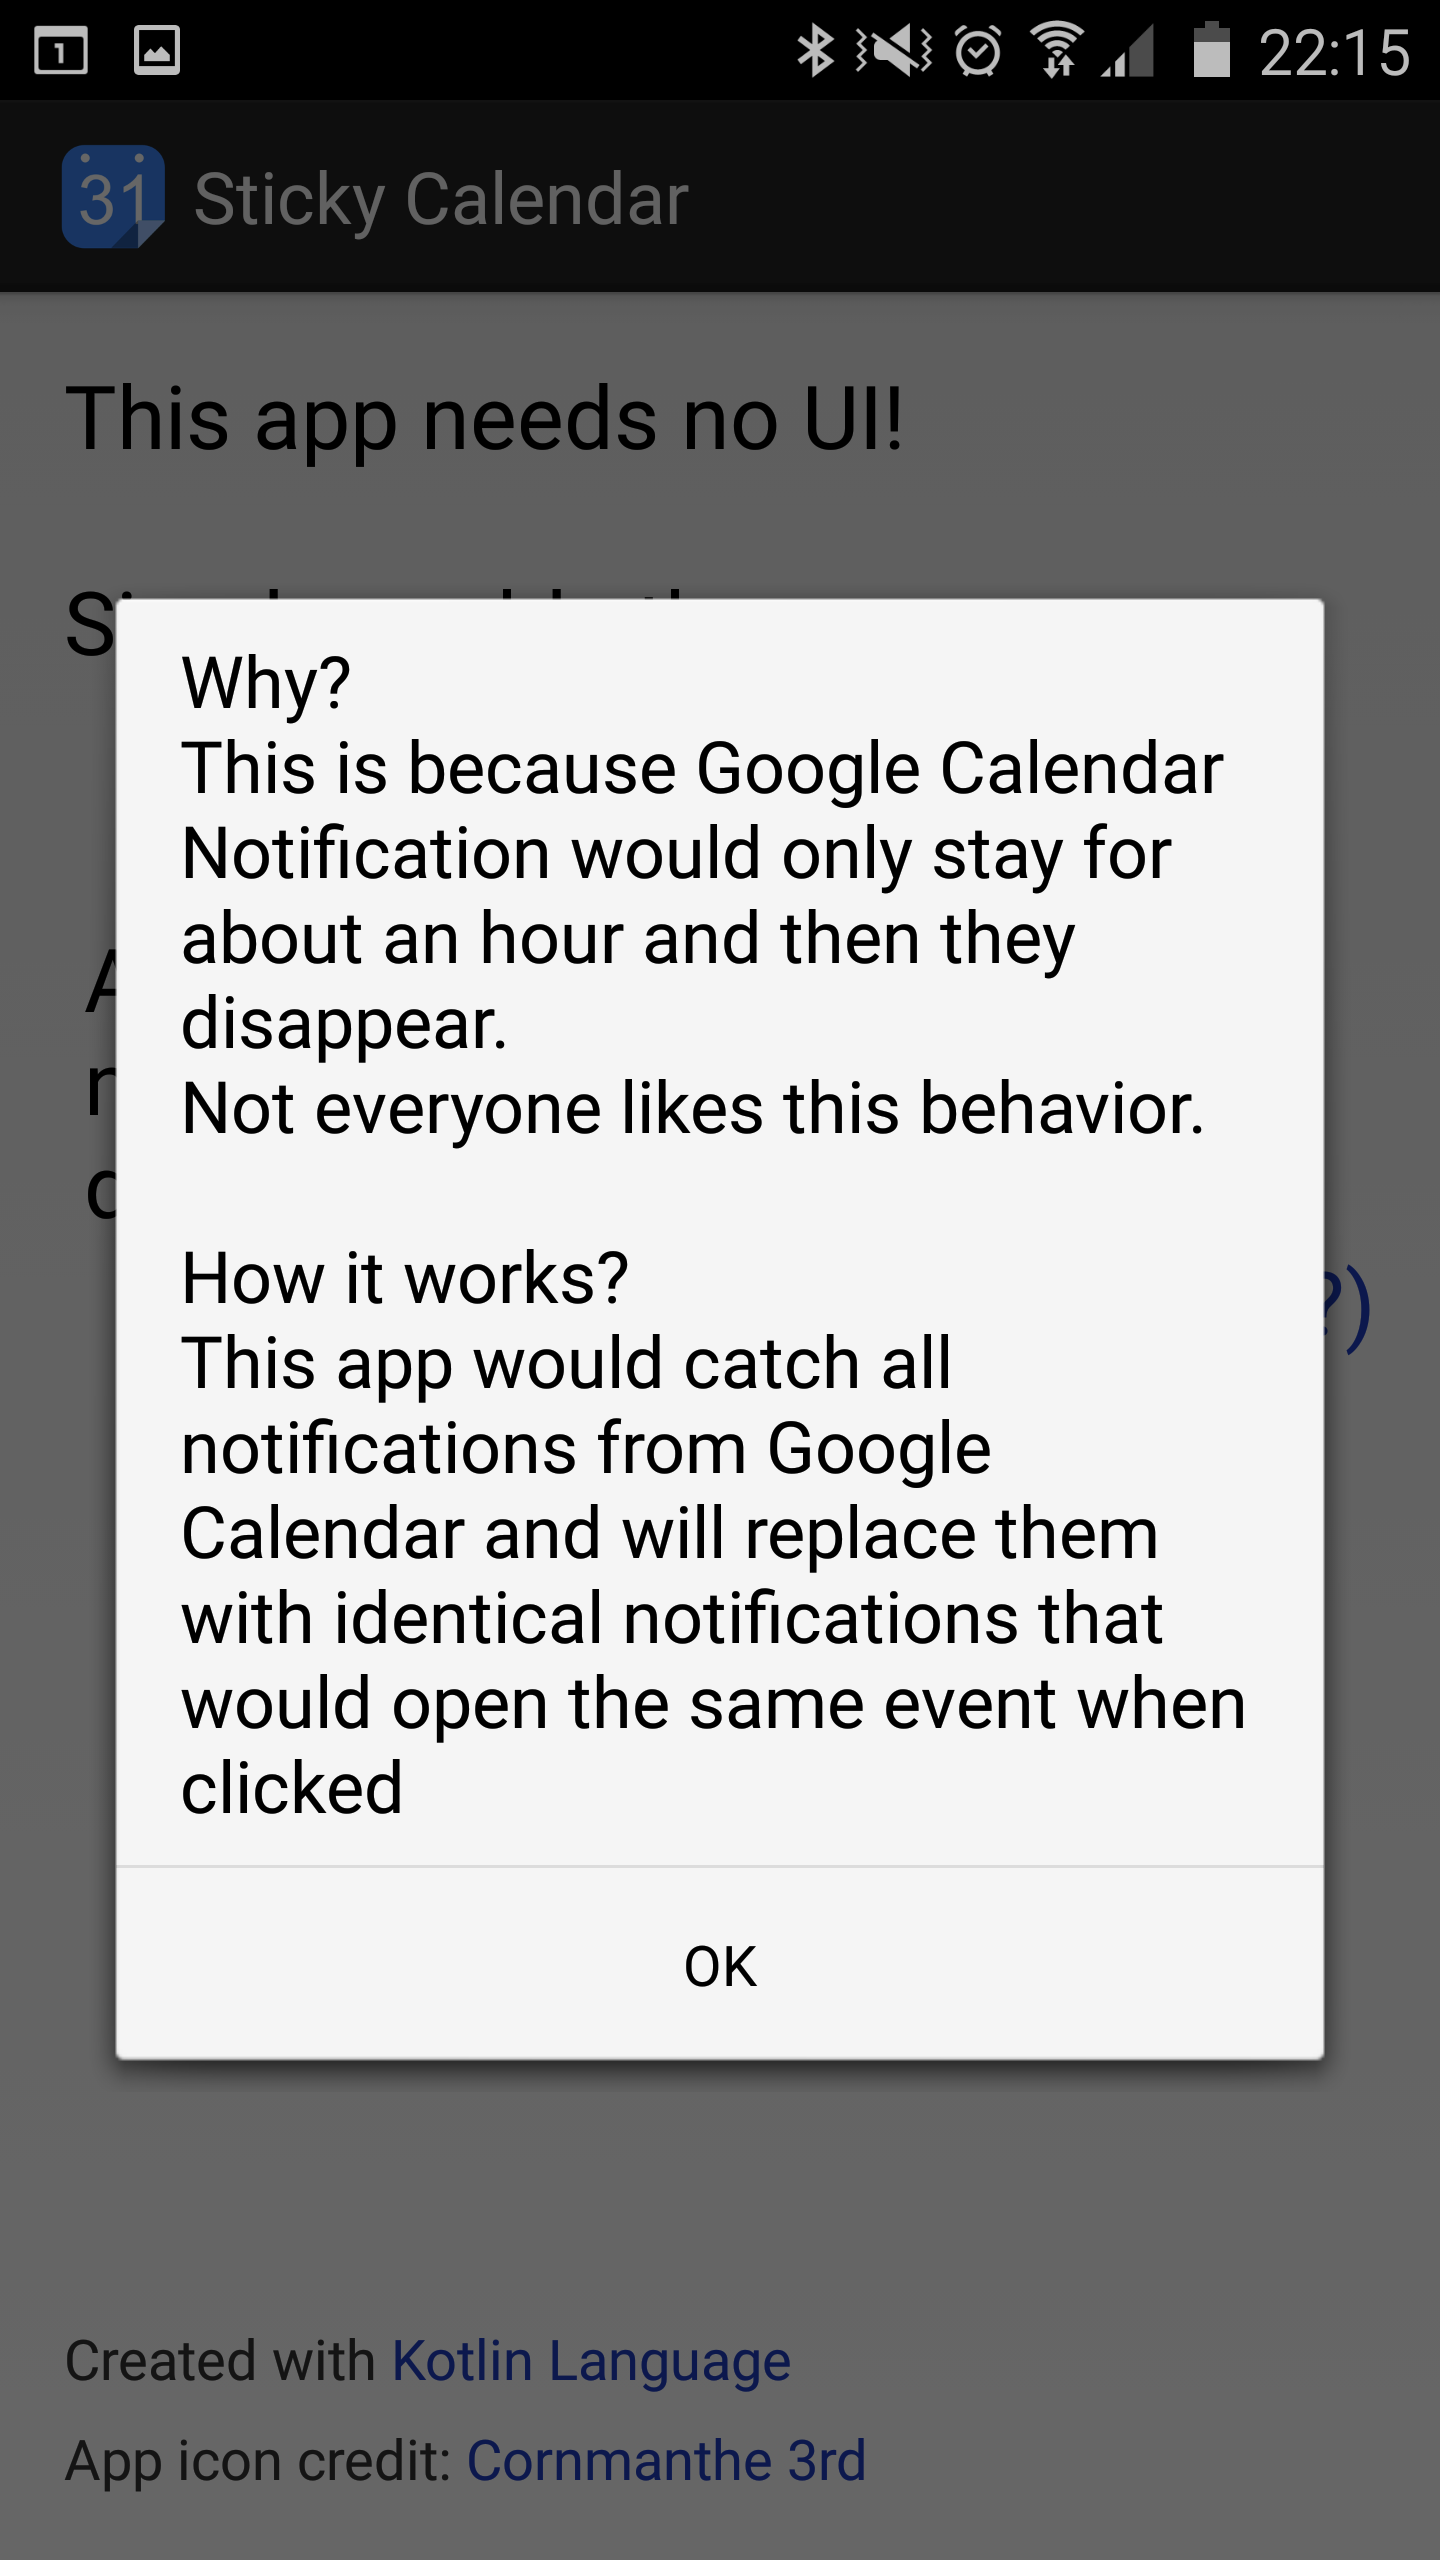 1
22:15
31 Sticky Calendar
This app needs no UI!
Why?
This is because Google Calendar
Notification would only stay for
about an hour and then they
disappear.
Not everyone likes this behavior.
How it works?
This app would catch all
notifications from Google
Calendar and will replace them
with identical notifications that
would open the same event when
clicked
?)
OK
Created with Kotlin Language
App icon credit: Cornmanthe 3rd